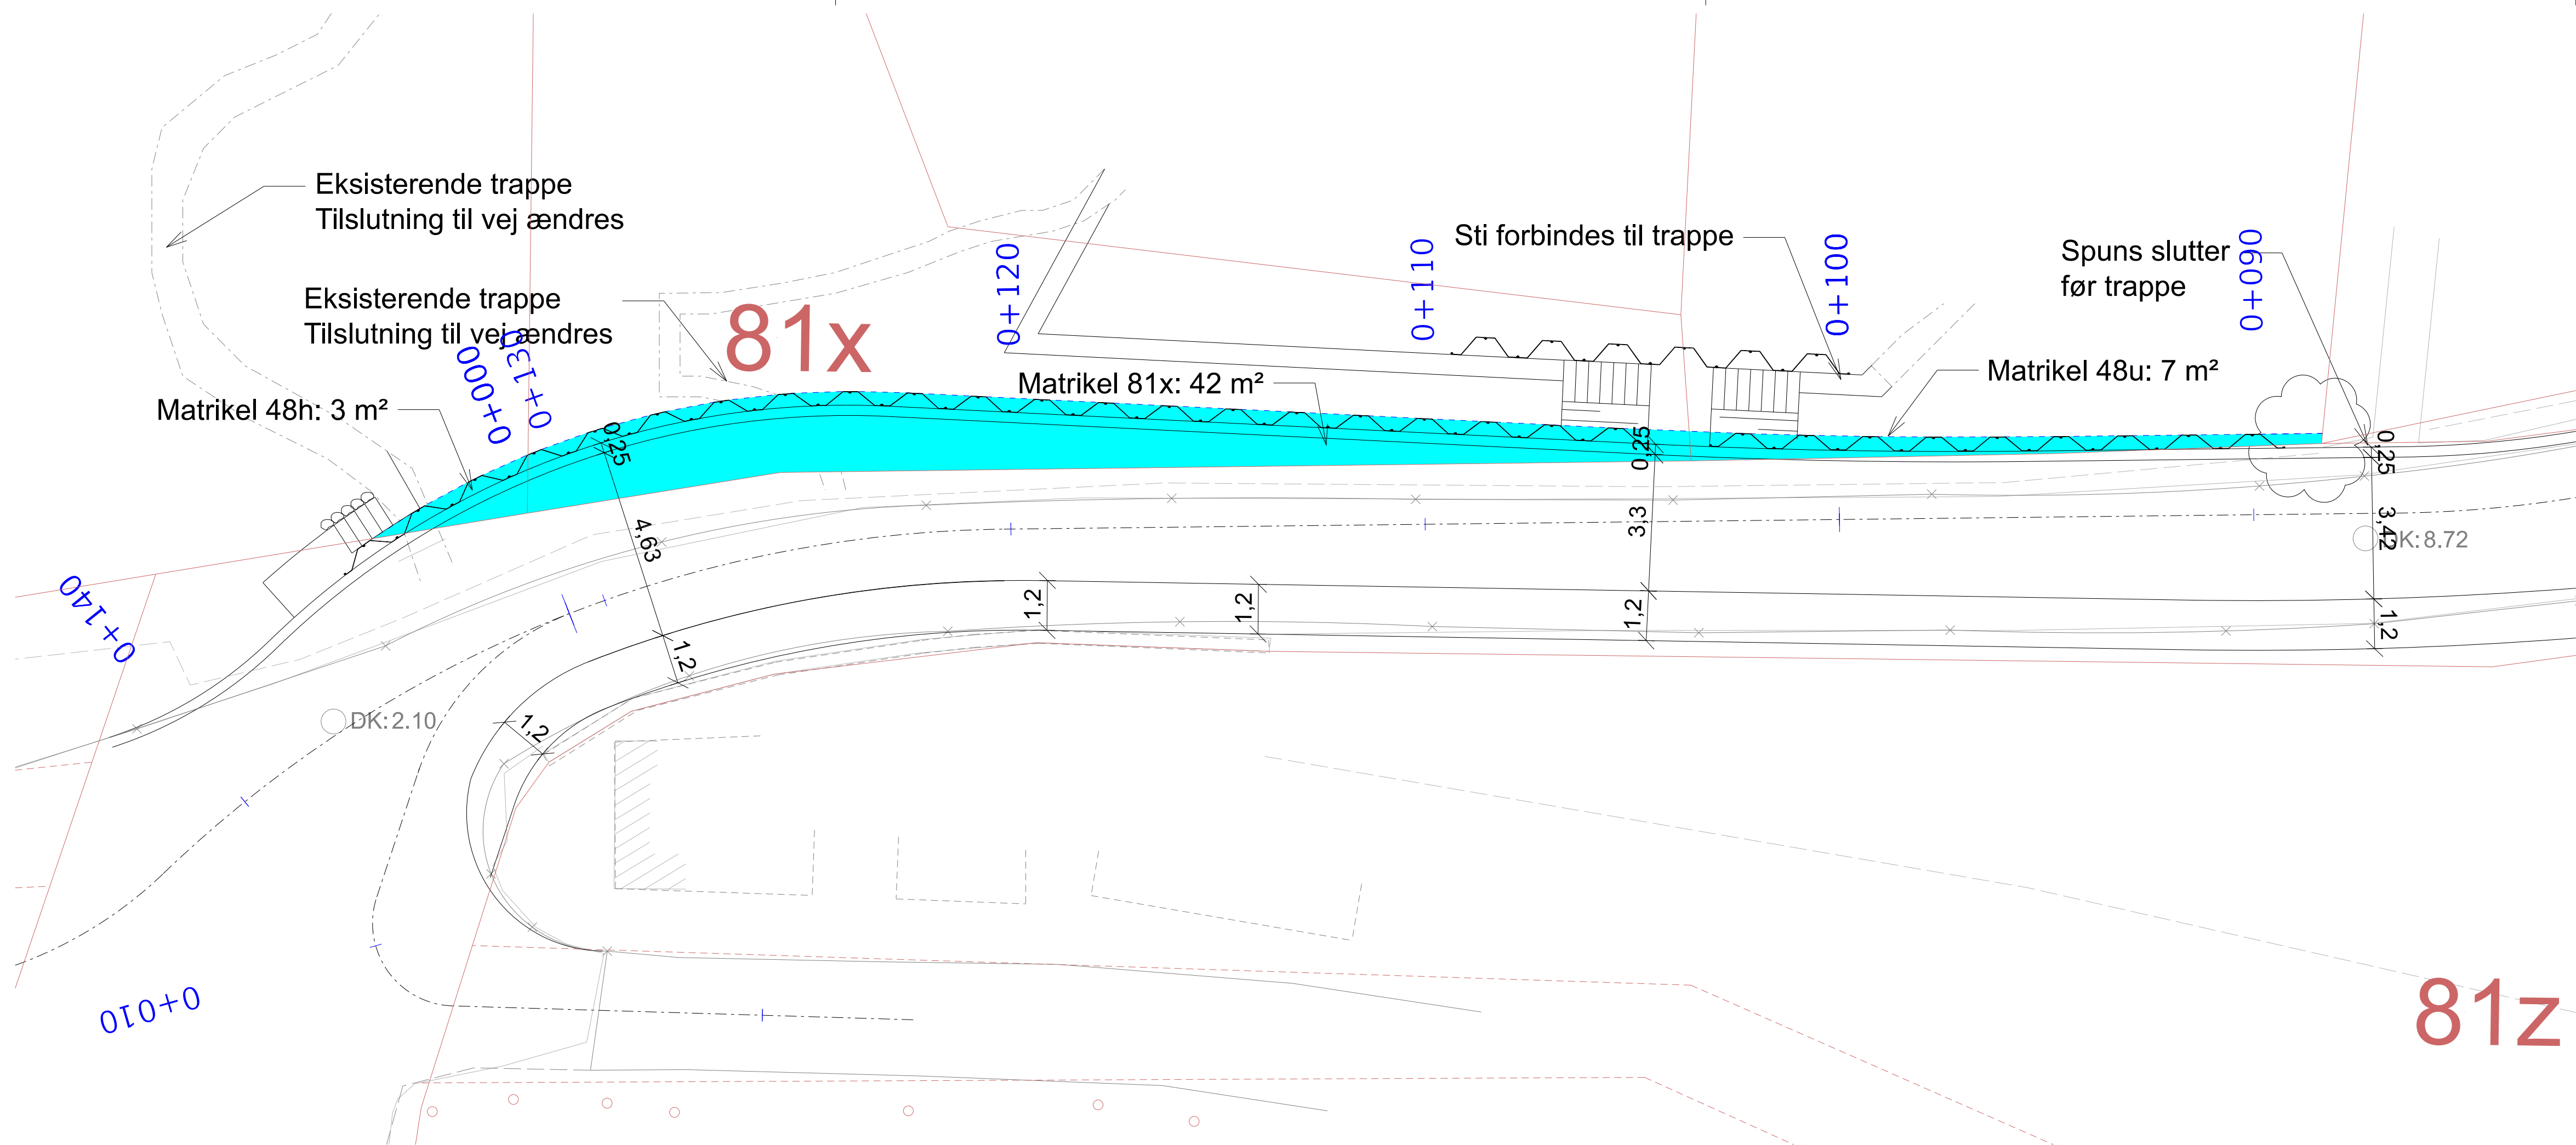 Eksisterende trappe
Tilslutning til vej ændres
Eksisterende trappe
Tilslutning til vej ændres
81x
0+120
0+110
Sti forbindes til trappe
0+100
Spuns slutter
før trappe
0+090
0+000
0+130
Matrikel 48h: 3 m²
Matrikel 81x: 42 m²
Matrikel 48u: 7 m²
0,25
0,25
0,25
4,63
3,3
3,42
DK: 8.72
0+140
1,2
1,2
1,2
1,2
1,2
1,2
DK: 2.10
0+010
81z